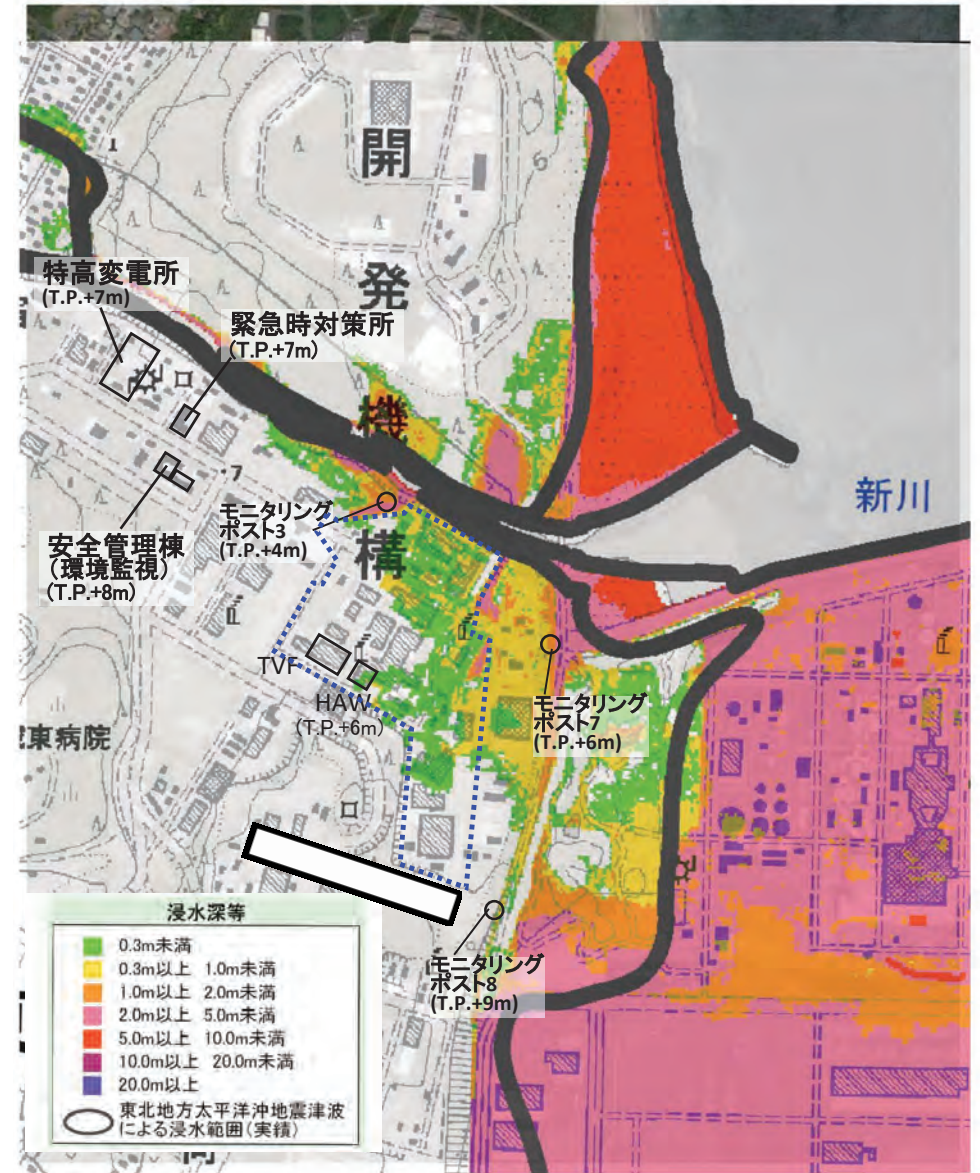 開
発
機
構
1
6
特高変電所
(T.P.+7m)
緊急時対策所
(T.P.+7m)
7
モニタリング
ポスト3
(T.P.+4m)
新川
安全管理棟
(環境監視)
(T.P.+8m)
TVF
HAW
(T.P.+6m)
モニタリング
ポスト7
(T.P.+6m)
東病院
モニタリング
ポスト8
(T.P.+9m)
浸水深等
0.3m未満
0.3m以上 1.0m未満
1.0m以上 2.0m未満
2.0m以上 5.0m未満
5.0m以上 10.0m未満
10.0m以上 20.0m未満
20.0m以上
東北地方太平洋沖地震津波
による浸水範囲(実績)